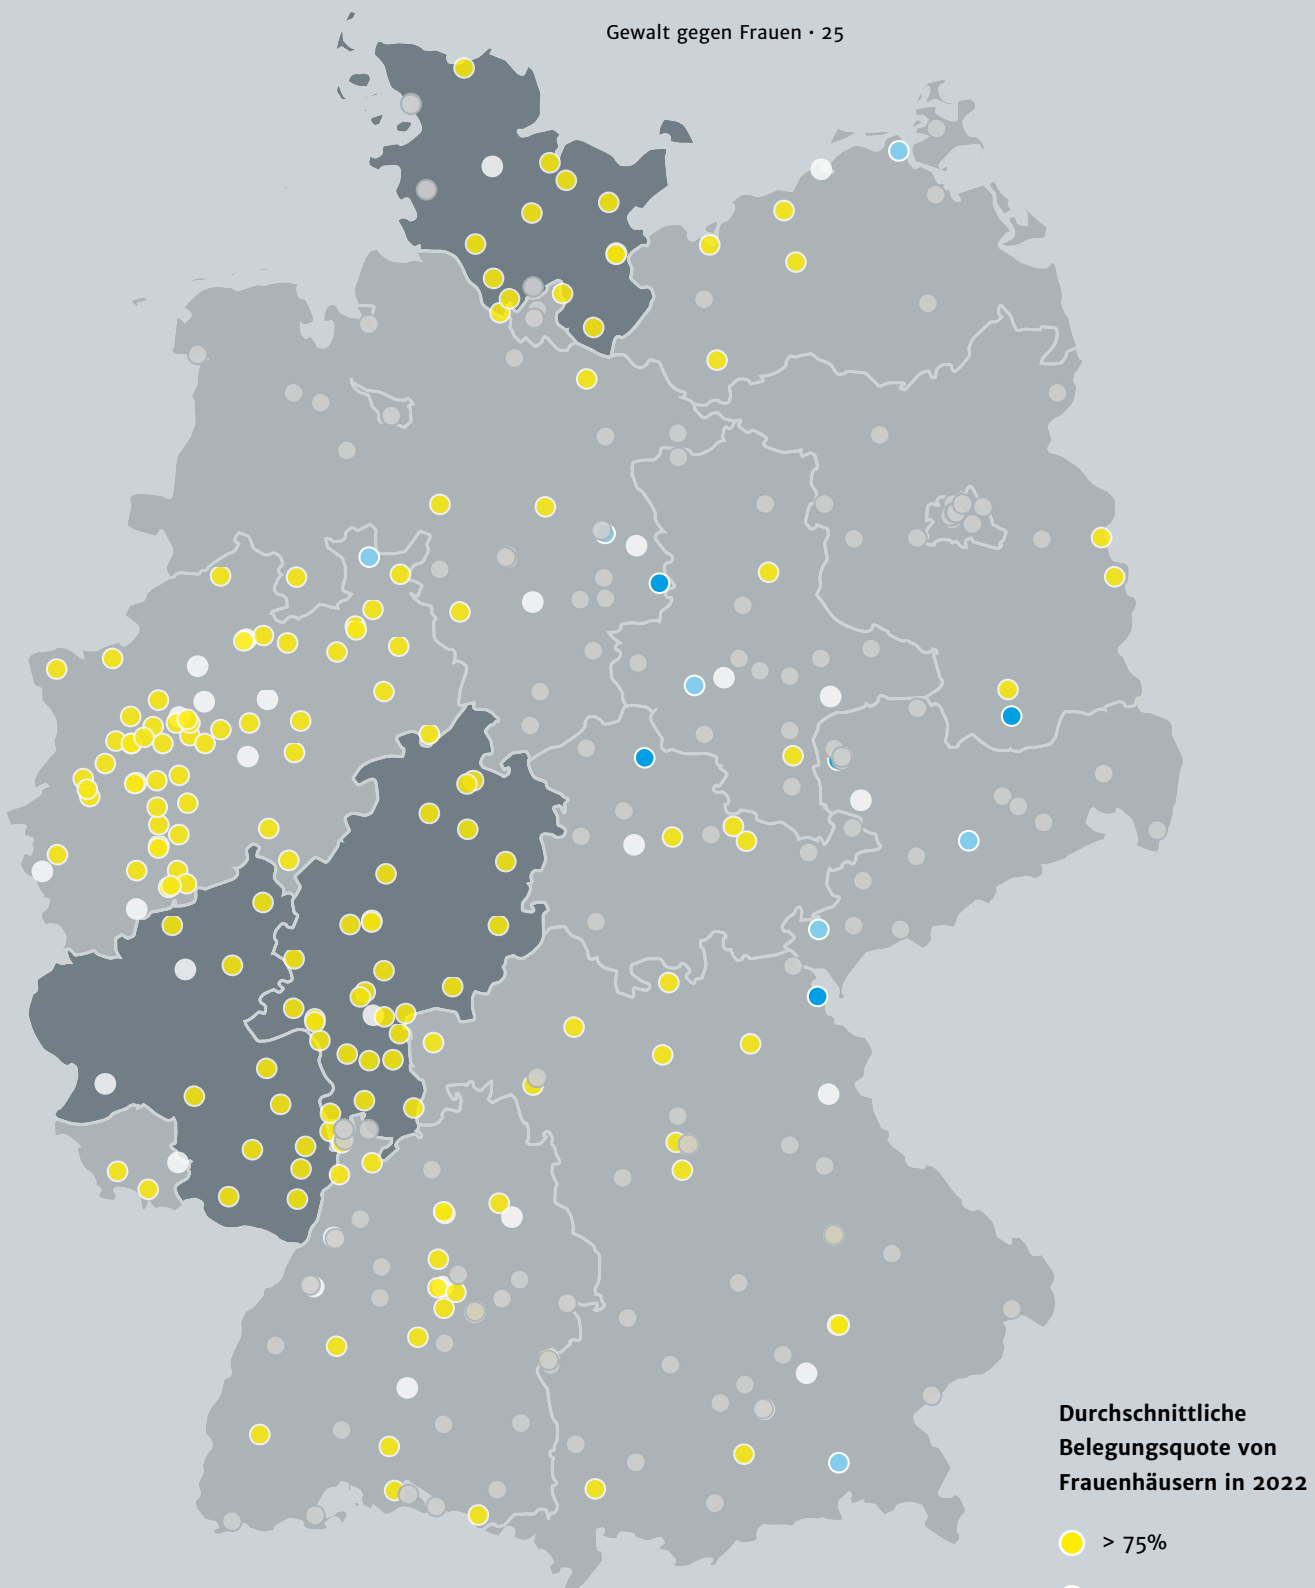 Gewalt gegen Frauen · 25
Durchschnittliche
Belegungsquote von
Frauenhäusern in 2022
> 75%